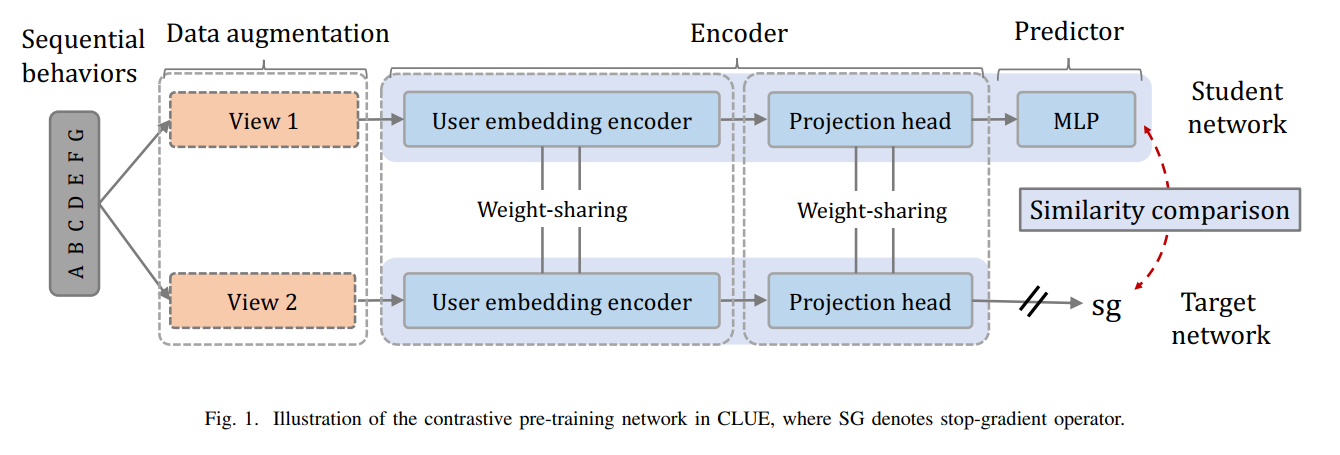 Sequential
behaviors
Data augmentation
Encoder
Predictor
A B C D E F G
View 1
User embedding encoder
Projection head
MLP
Student
network
Weight-sharing
Weight-sharing
Similarity comparison
View 2
User embedding encoder
Projection head
sg
Target
network
Fig. 1. Illustration of the contrastive pre-training network in CLUE, where SG denotes stop-gradient operator.